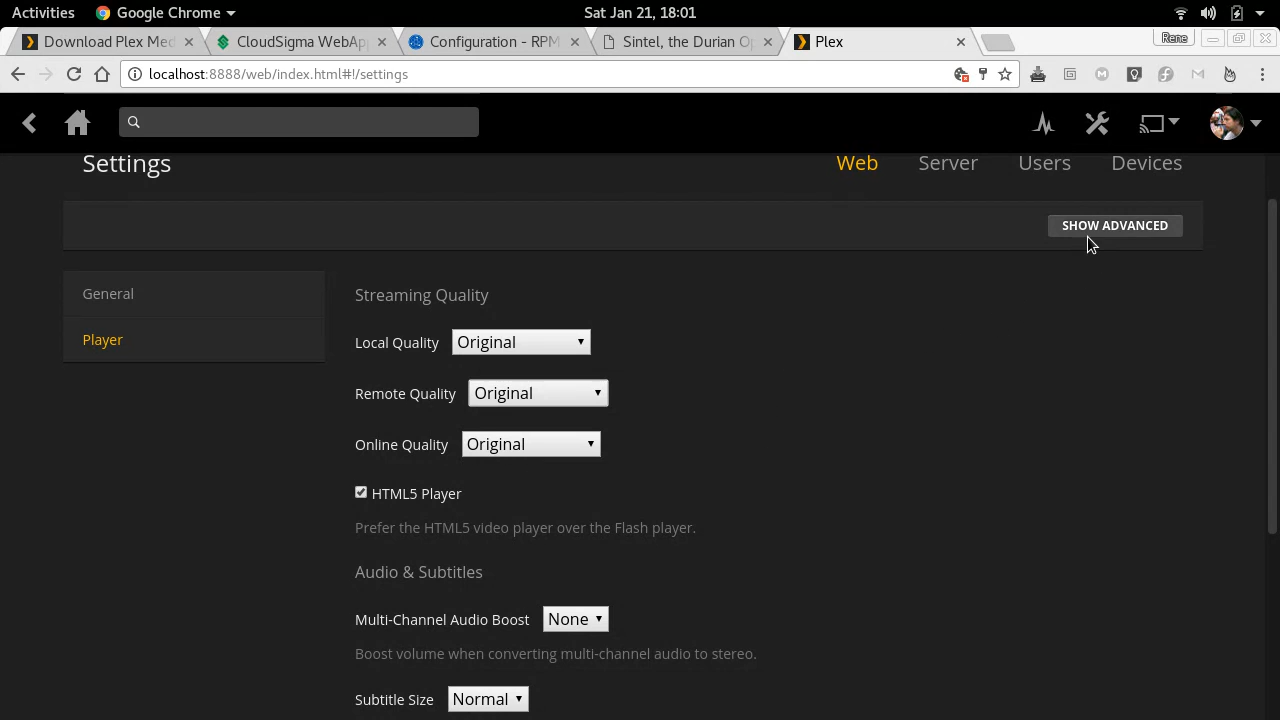 Activities Google Chrome Sat Jan 21, 18:01
Download Plex Med CloudSigma WebApp Configuration - RPM Sintel, the Durian Op Plex Rene
localhost:8888/web/index.html#!/settings
Settings Web Server Users Devices
SHOW ADVANCED
General
Player
Streaming Quality
Local Quality Original
Remote Quality Original
Online Quality Original
HTML5 Player
Prefer the HTML5 video player over the Flash player.
Audio & Subtitles
Multi-Channel Audio Boost None
Boost volume when converting multi-channel audio to stereo.
Subtitle Size Normal